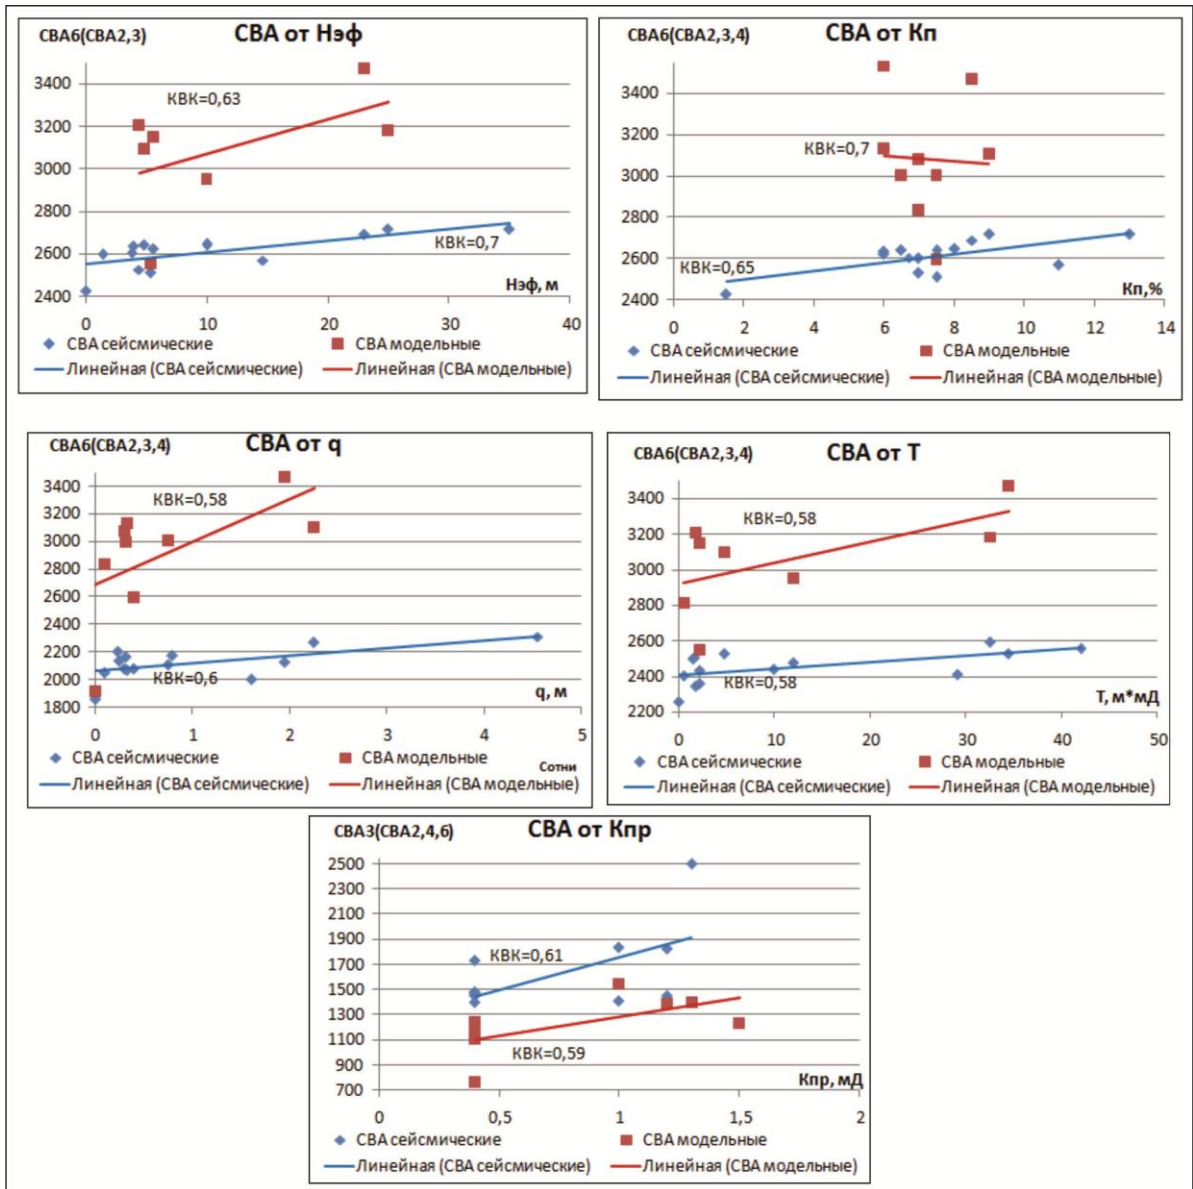 СВА6(СВА2,3) СВА от Нэф
3400
3200
3000
2800
2600
2400
КВК=0,63
КВК=0,7
Нэф, м
0 10 20 30 40
СВА сейсмические СВА модельные
Линейная (СВА сейсмические) Линейная (СВА модельные)
СВА6(СВА2,3,4) СВА от Кп
3400
3200
3000
2800
2600
2400
КВК=0,7
КВК=0,65
Кп,%
0 2 4 6 8 10 12 14
СВА сейсмические СВА модельные
Линейная (СВА сейсмические) Линейная (СВА модельные)
СВА6(СВА2,3,4) СВА от q
3400
3200
3000
2800
2600
2400
2200
2000
1800
КВК=0,58
КВК=0,6
q, м
0 1 2 3 4 5
Сотни
СВА сейсмические СВА модельные
Линейная (СВА сейсмические) Линейная (СВА модельные)
СВА6(СВА2,3,4) СВА от Т
3400
3200
3000
2800
2600
2400
2200
КВК=0,58
КВК=0,58
Т, м*мД
0 10 20 30 40 50
СВА сейсмические СВА модельные
Линейная (СВА сейсмические) Линейная (СВА модельные)
СВА3(СВА2,4,6) СВА от Кпр
2500
2300
2100
1900
1700
1500
1300
1100
900
700
КВК=0,61
КВК=0,59
Кпр, мД
0 0,5 1 1,5 2
СВА сейсмические СВА модельные
Линейная (СВА сейсмические) Линейная (СВА модельные)